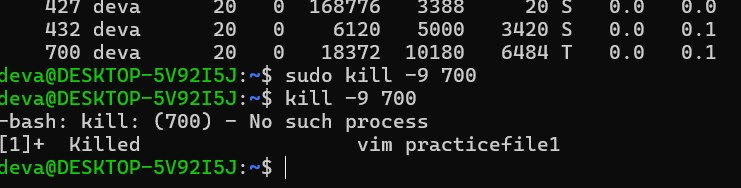 427 deva 20 0 168776 3388 20 S 0.0 0.0
432 deva 20 0 6120 5000 3420 S 0.0 0.1
700 deva 20 0 18372 10180 6484 T 0.0 0.1
deva@DESKTOP-5V92I5J:~$ sudo kill -9 700
deva@DESKTOP-5V92I5J:~$ kill -9 700
-bash: kill: (700) - No such process
[1]+  Killed                  vim practicefile1
deva@DESKTOP-5V92I5J:~$